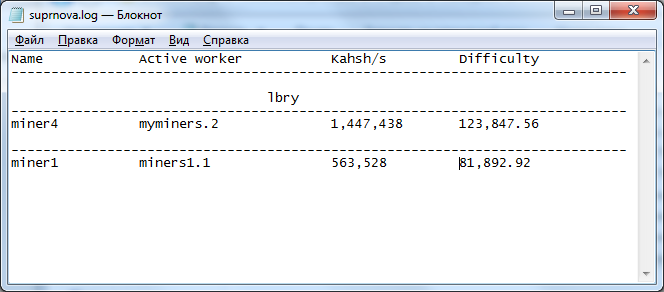 suprnova.log — Блокнот
Файл Правка Формат Вид Справка
Name Active worker Kahsh/s Difficulty
-----------------------------------------------------------------------------
lbry
-----------------------------------------------------------------------------
miner4 myminers.2 1,447,438 123,847.56
-----------------------------------------------------------------------------
miner1 miners1.1 563,528 81,892.92